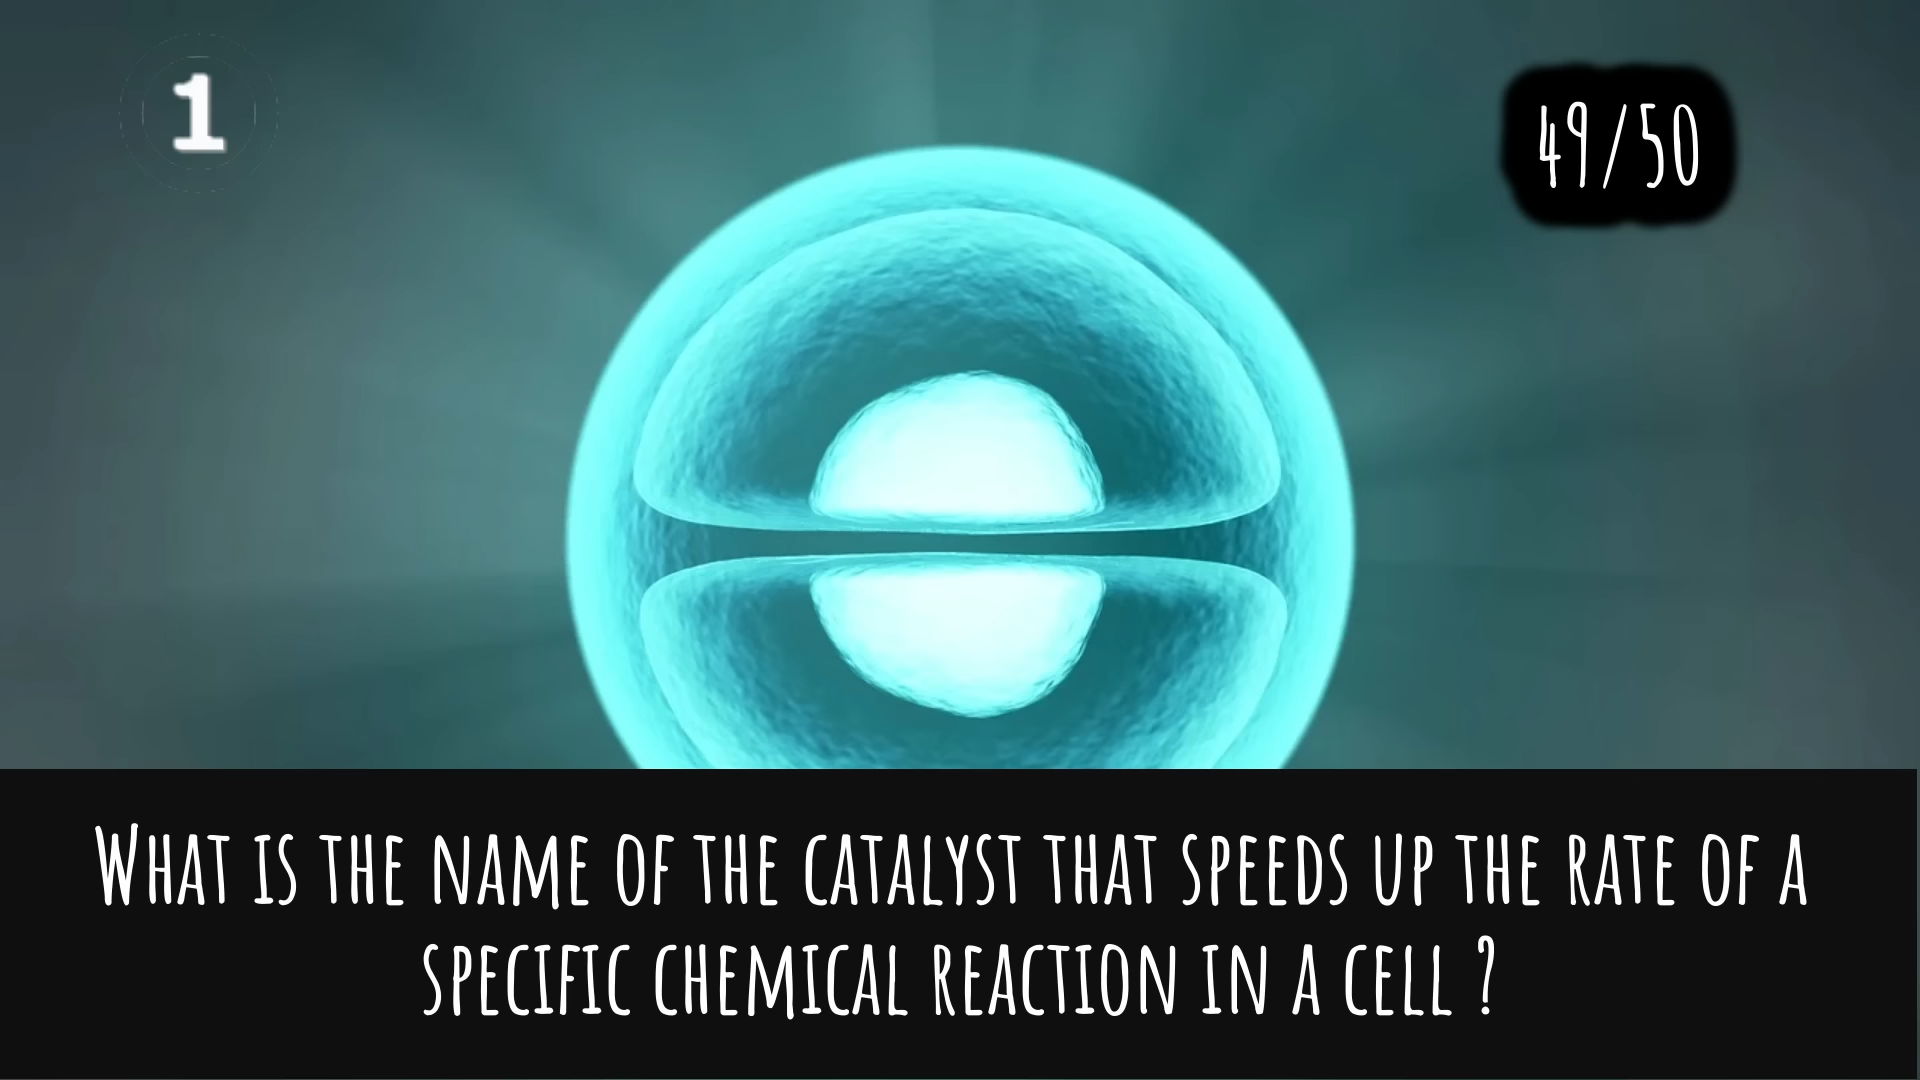 1
49/50
What is the name of the catalyst that speeds up the rate of a
specific chemical reaction in a cell ?